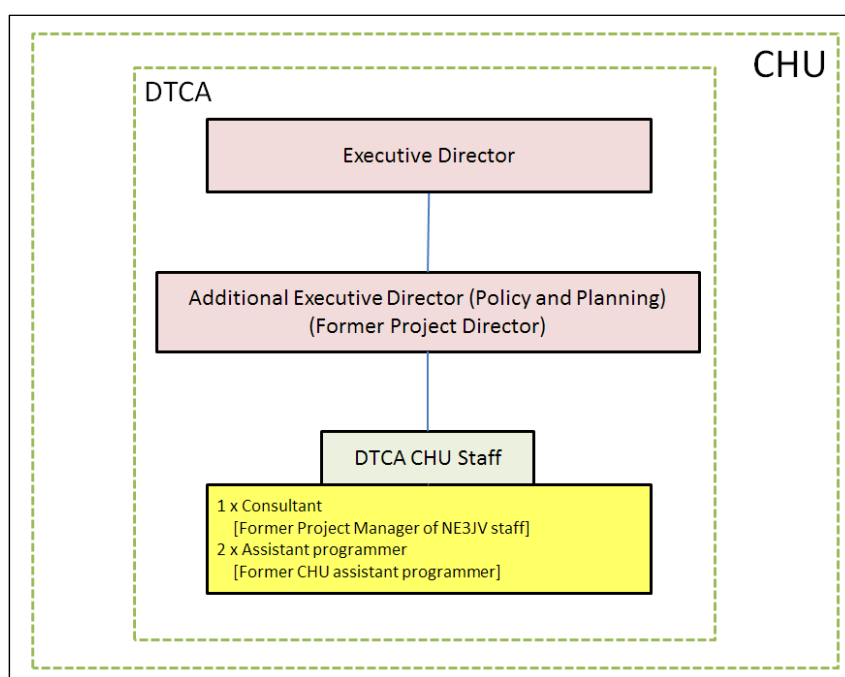 CHU
DTCA
Executive Director
Additional Executive Director (Policy and Planning)
(Former Project Director)
DTCA CHU Staff
1 x Consultant
[Former Project Manager of NE3JV staff]
2 x Assistant programmer
[Former CHU assistant programmer]